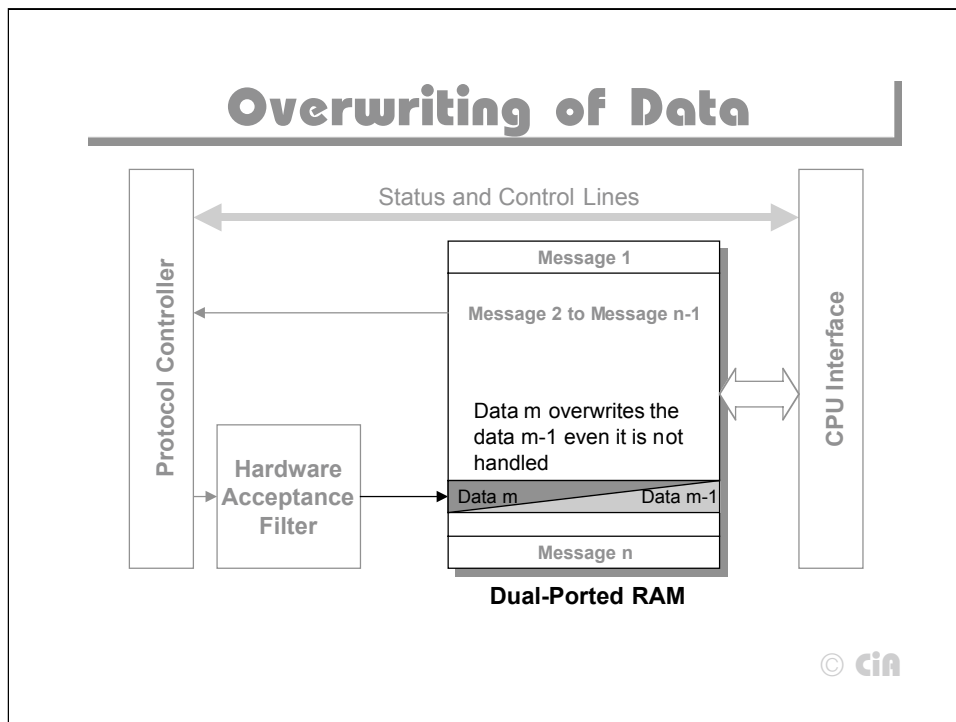 Overwriting of Data
Status and Control Lines
Protocol Controller
Message 1
Message 2 to Message n-1
CPU Interface
Data m overwrites the
data m-1 even it is not
handled
Hardware
Acceptance
Filter
Data m
Data m-1
Message n
Dual-Ported RAM
© CiA